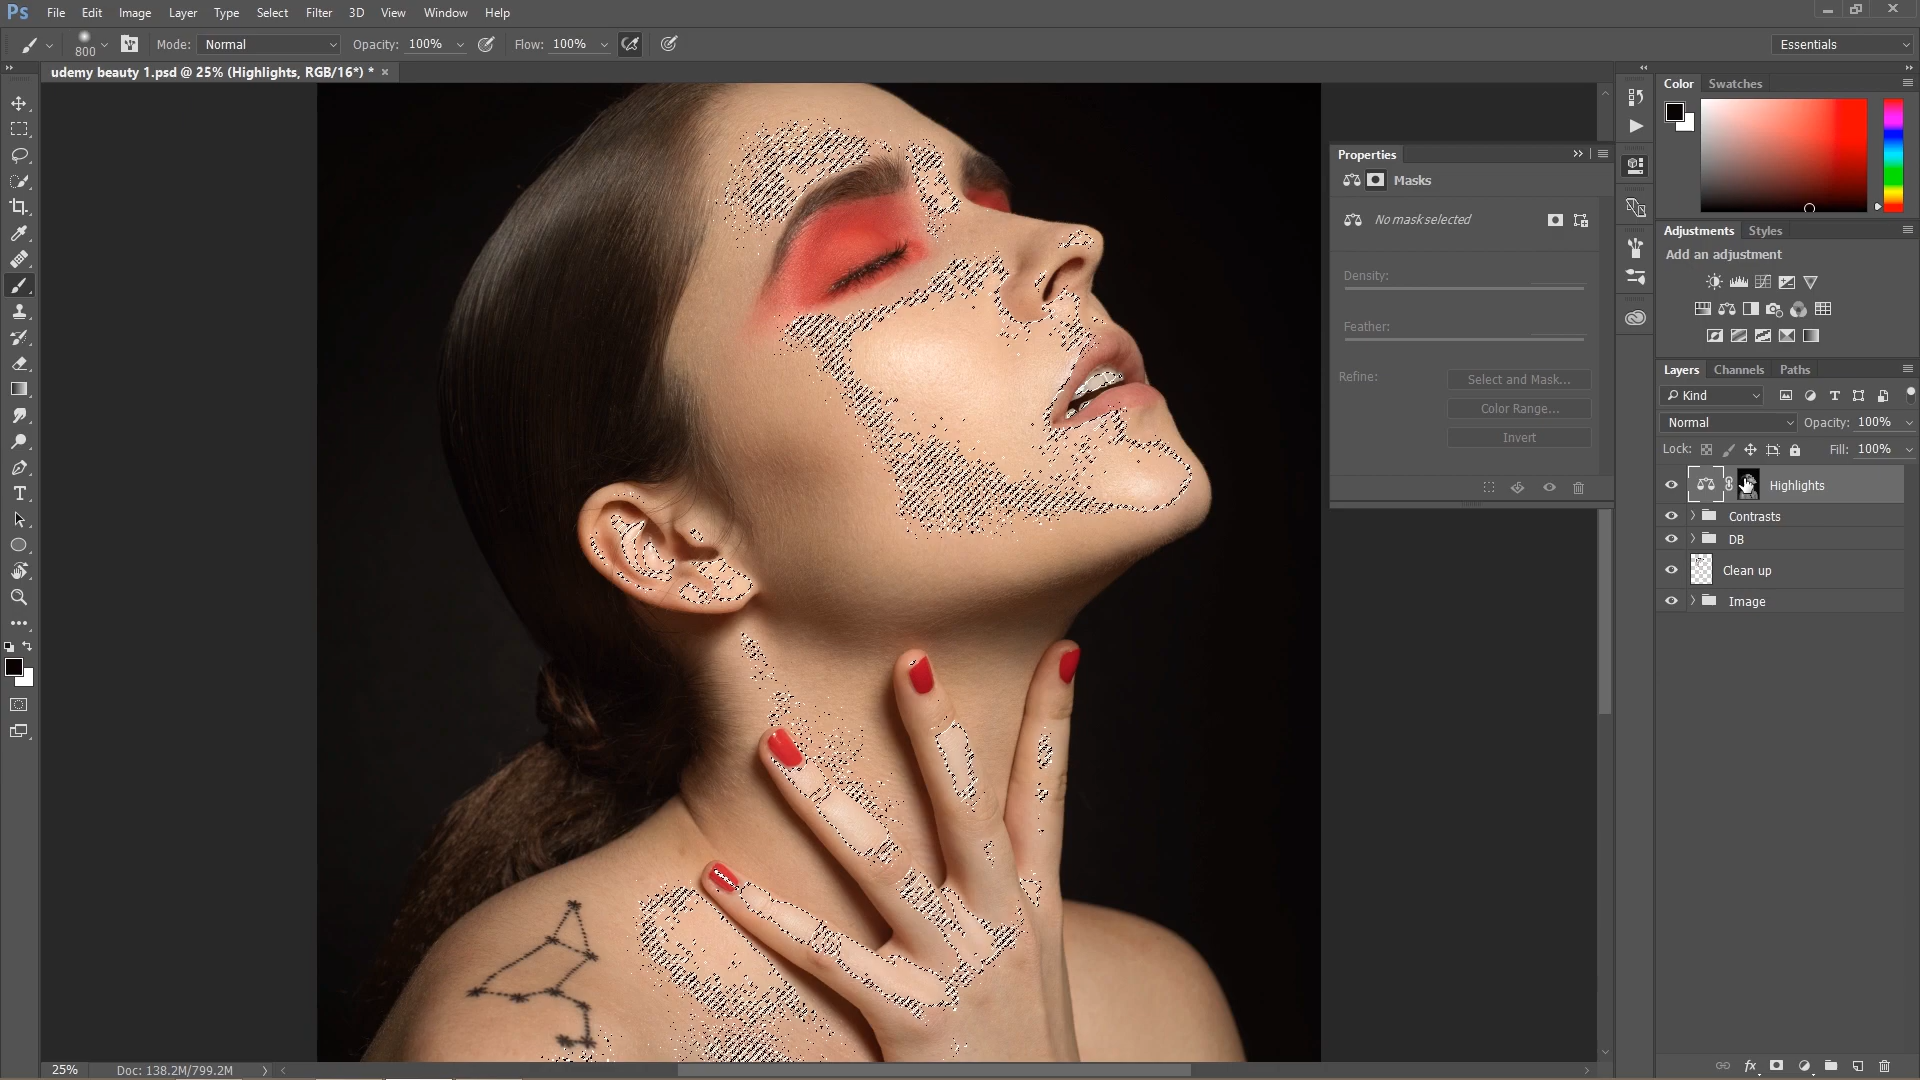 Ps File Edit Image Layer Type Select Filter 3D View Window Help
800 Mode: Normal Opacity: 100% Flow: 100% Essentials
udemy beauty 1.psd @ 25% (Highlights, RGB/16*) * ×
Color Swatches
Properties
Masks
No mask selected
Density:
Feather:
Refine: Select and Mask...
Color Range...
Invert
Adjustments Styles
Add an adjustment
Layers Channels Paths
Kind
Normal Opacity: 100%
Lock: Fill: 100%
Highlights
Contrasts
DB
Clean up
Image
fx
25% Doc: 138.2M/799.2M